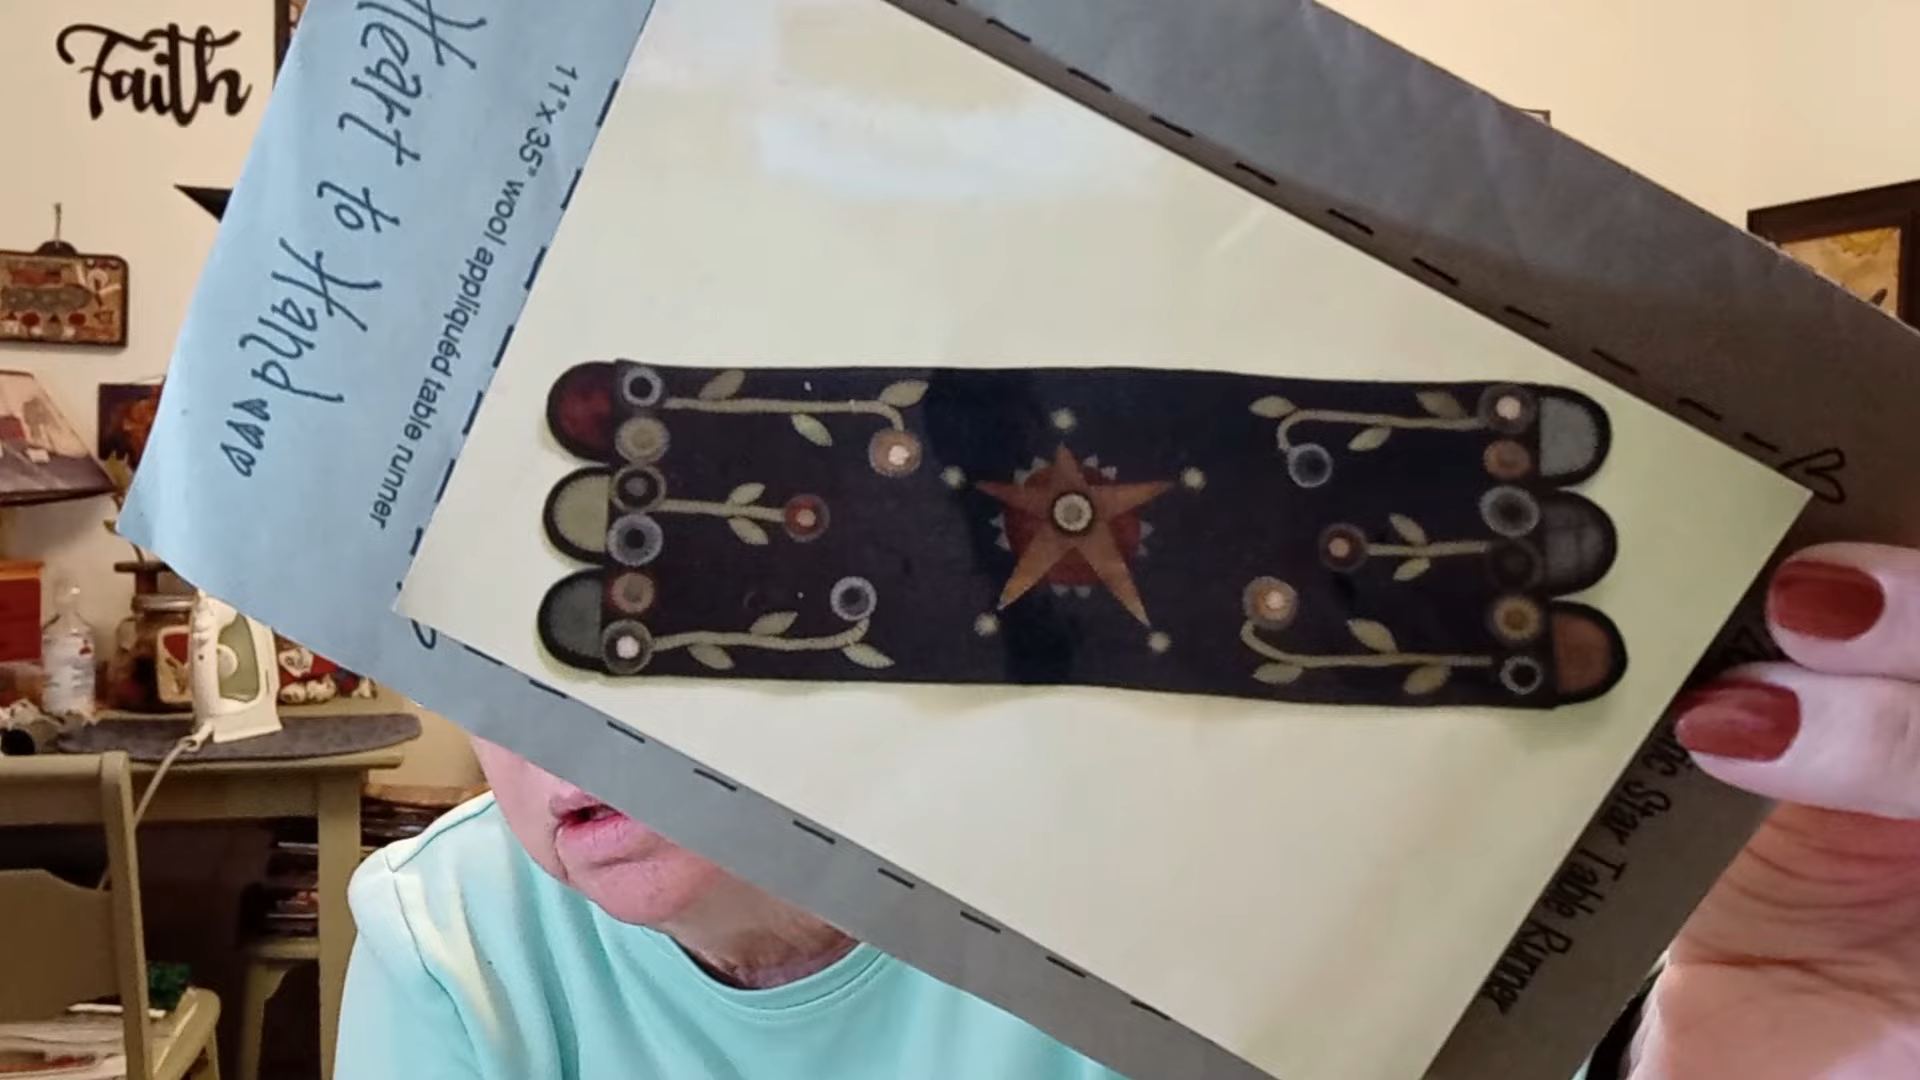 Faith
Heart to Hand
11" x 35" wool appliquéd table runner
Star Table Runner